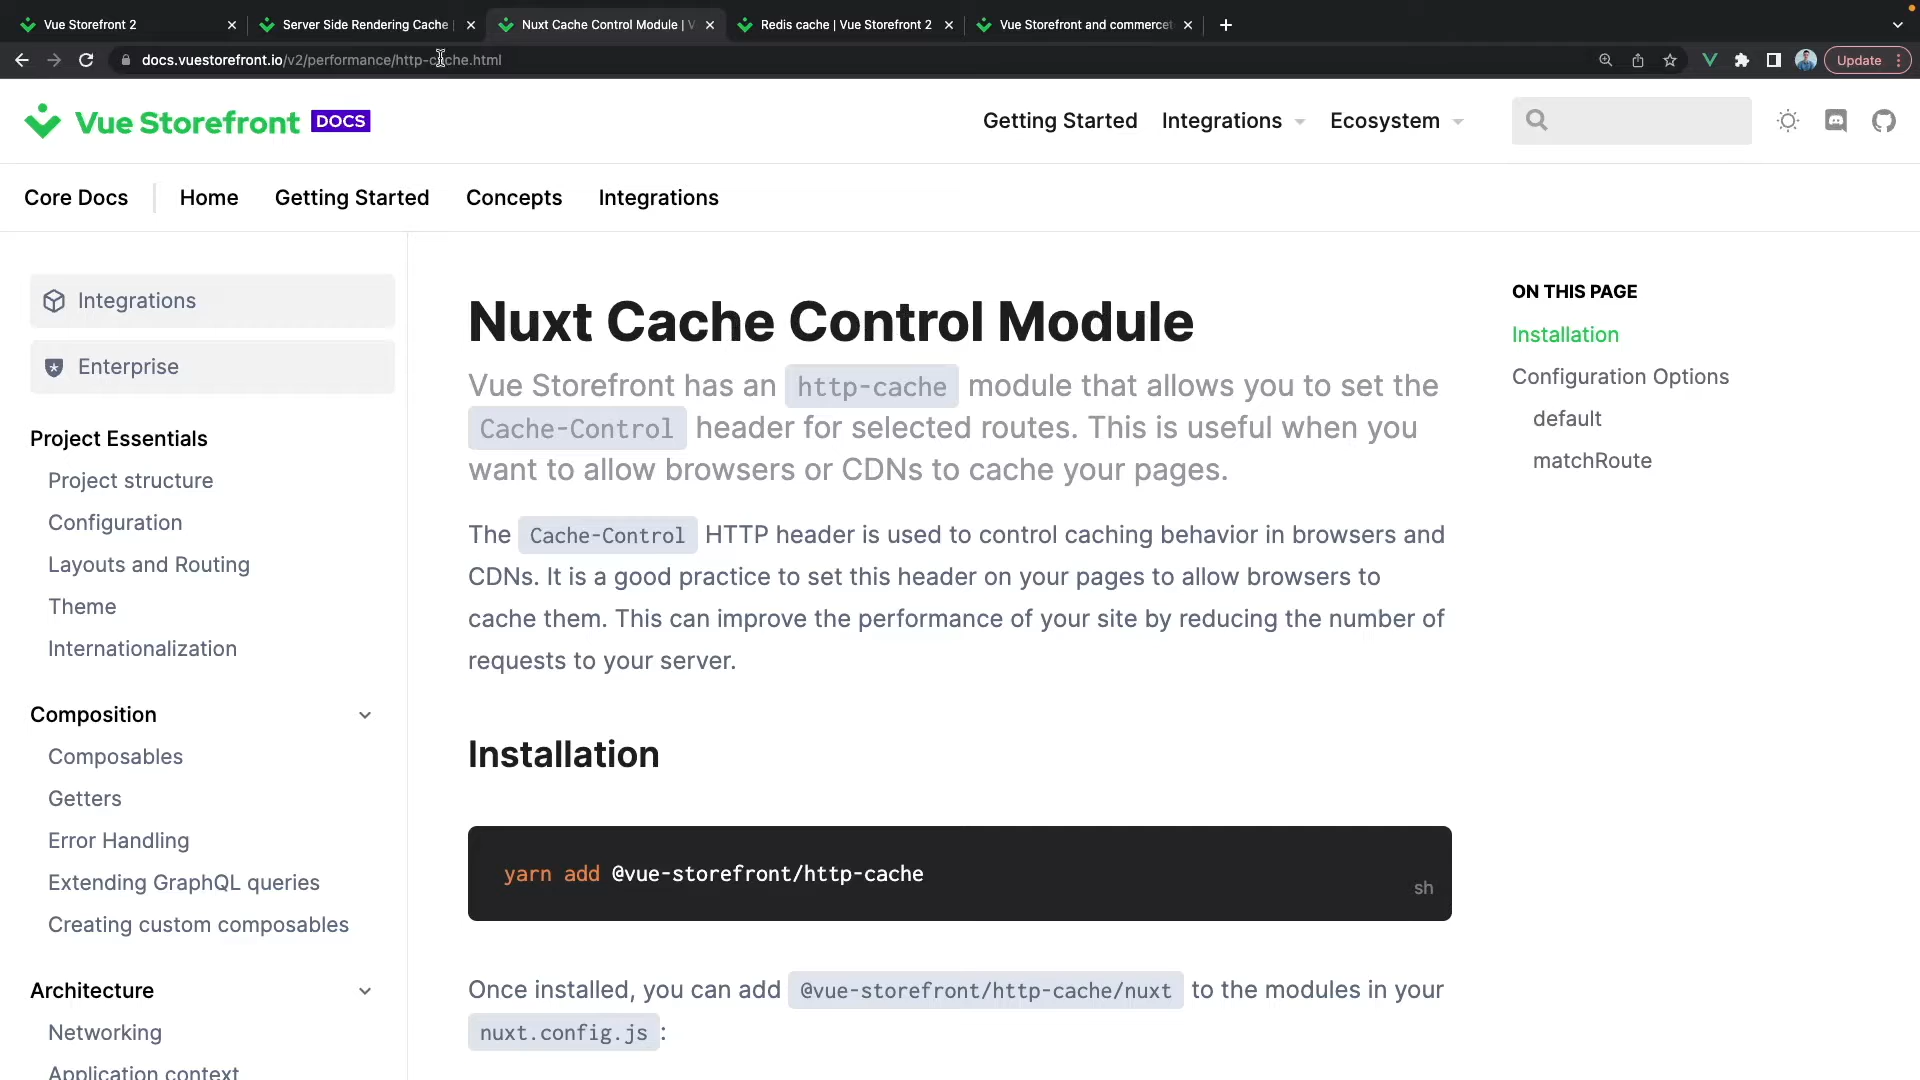 Vue Storefront 2
Server Side Rendering Cache |
Nuxt Cache Control Module | V
Redis cache | Vue Storefront 2
Vue Storefront and commercet
docs.vuestorefront.io/v2/performance/http-cache.html
Update
Vue Storefront DOCS
Getting Started
Integrations
Ecosystem
Core Docs
Home
Getting Started
Concepts
Integrations
Integrations
Enterprise
Project Essentials
Project structure
Configuration
Layouts and Routing
Theme
Internationalization
Composition
Composables
Getters
Error Handling
Extending GraphQL queries
Creating custom composables
Architecture
Networking
Application context
Nuxt Cache Control Module
Vue Storefront has an http-cache module that allows you to set the
Cache-Control header for selected routes. This is useful when you
want to allow browsers or CDNs to cache your pages.
The Cache-Control HTTP header is used to control caching behavior in browsers and
CDNs. It is a good practice to set this header on your pages to allow browsers to
cache them. This can improve the performance of your site by reducing the number of
requests to your server.
Installation
yarn add @vue-storefront/http-cache
sh
Once installed, you can add @vue-storefront/http-cache/nuxt to the modules in your
nuxt.config.js:
ON THIS PAGE
Installation
Configuration Options
default
matchRoute